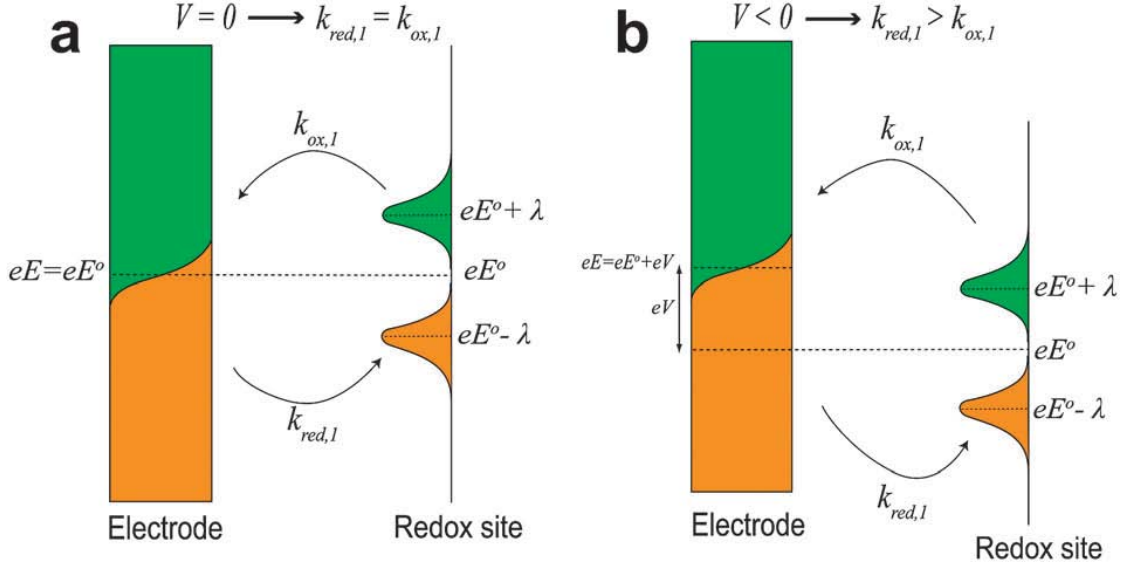 a
V = 0 → k_red,1 = k_ox,1
k_ox,1
eE=eE°
eE°+ λ
eE°
eE°- λ
k_red,1
Electrode
Redox site
b
V < 0 → k_red,1 > k_ox,1
k_ox,1
eE=eE°+eV
eV
eE°+ λ
eE°
eE°- λ
k_red,1
Electrode
Redox site